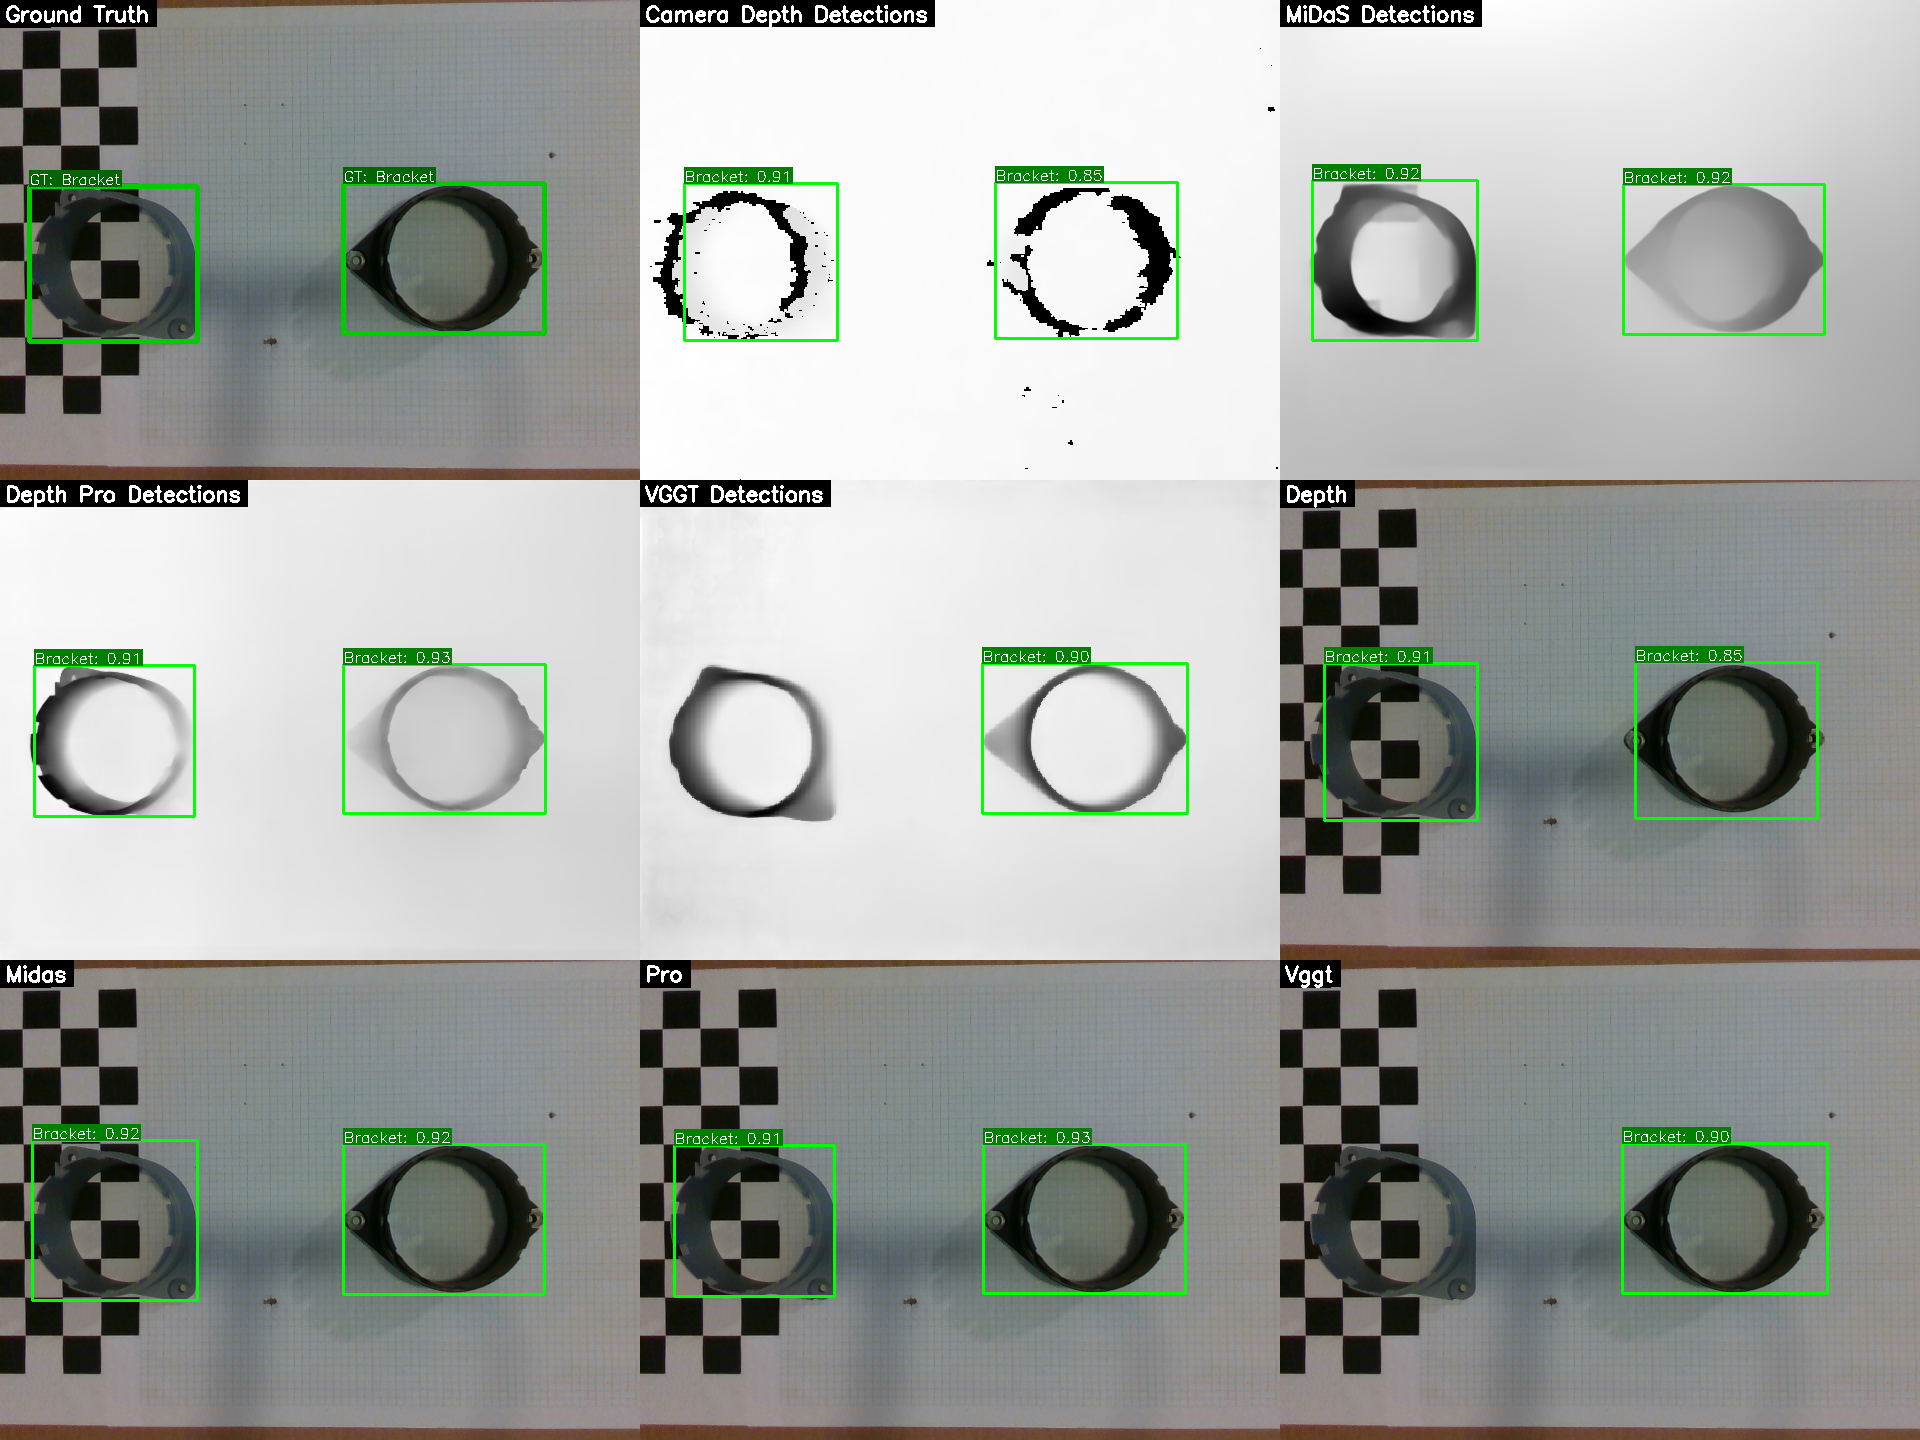 Ground Truth
Camera Depth Detections
MiDaS Detections
GT: Bracket
GT: Bracket
Bracket: 0.91
Bracket: 0.85
Bracket: 0.92
Bracket: 0.92
Depth Pro Detections
VGGT Detections
Depth
Bracket: 0.91
Bracket: 0.93
Bracket: 0.90
Bracket: 0.91
Bracket: 0.85
Midas
Pro
Vggt
Bracket: 0.92
Bracket: 0.92
Bracket: 0.91
Bracket: 0.93
Bracket: 0.90